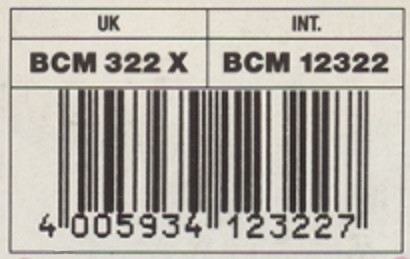 UK INT.
BCM 322 X BCM 12322
4 005934 123227